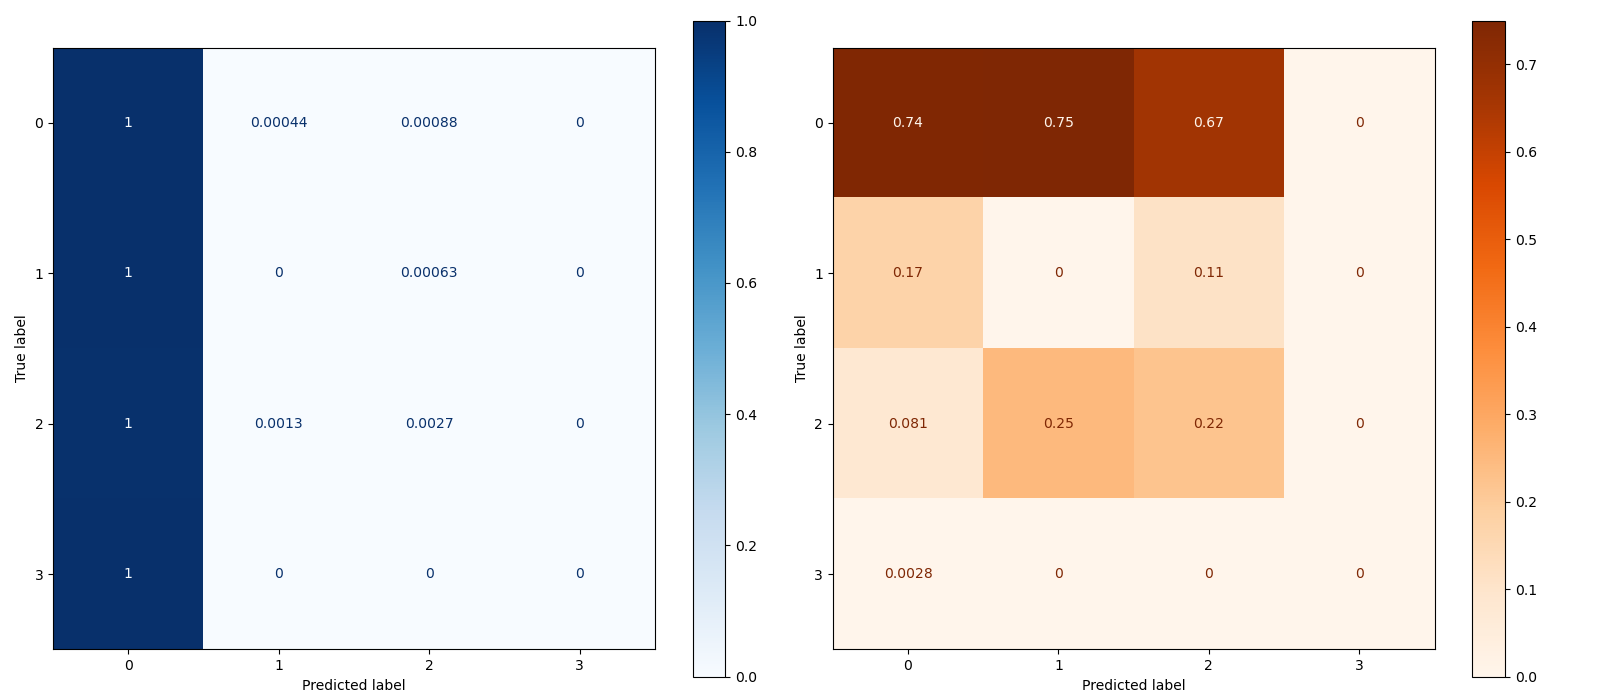 1.0
0.7
0 1 0.00044 0.00088 0
0 0.74 0.75 0.67 0
0.8
0.6
0.5
1 1 0 0.00063 0
1 0.17 0 0.11 0
0.6
0.4
True label
True label
0.4
0.3
2 1 0.0013 0.0027 0
2 0.081 0.25 0.22 0
0.2
0.2
3 1 0 0 0
3 0.0028 0 0 0
0.1
0 1 2 3
0 1 2 3
0.0
0.0
Predicted label
Predicted label